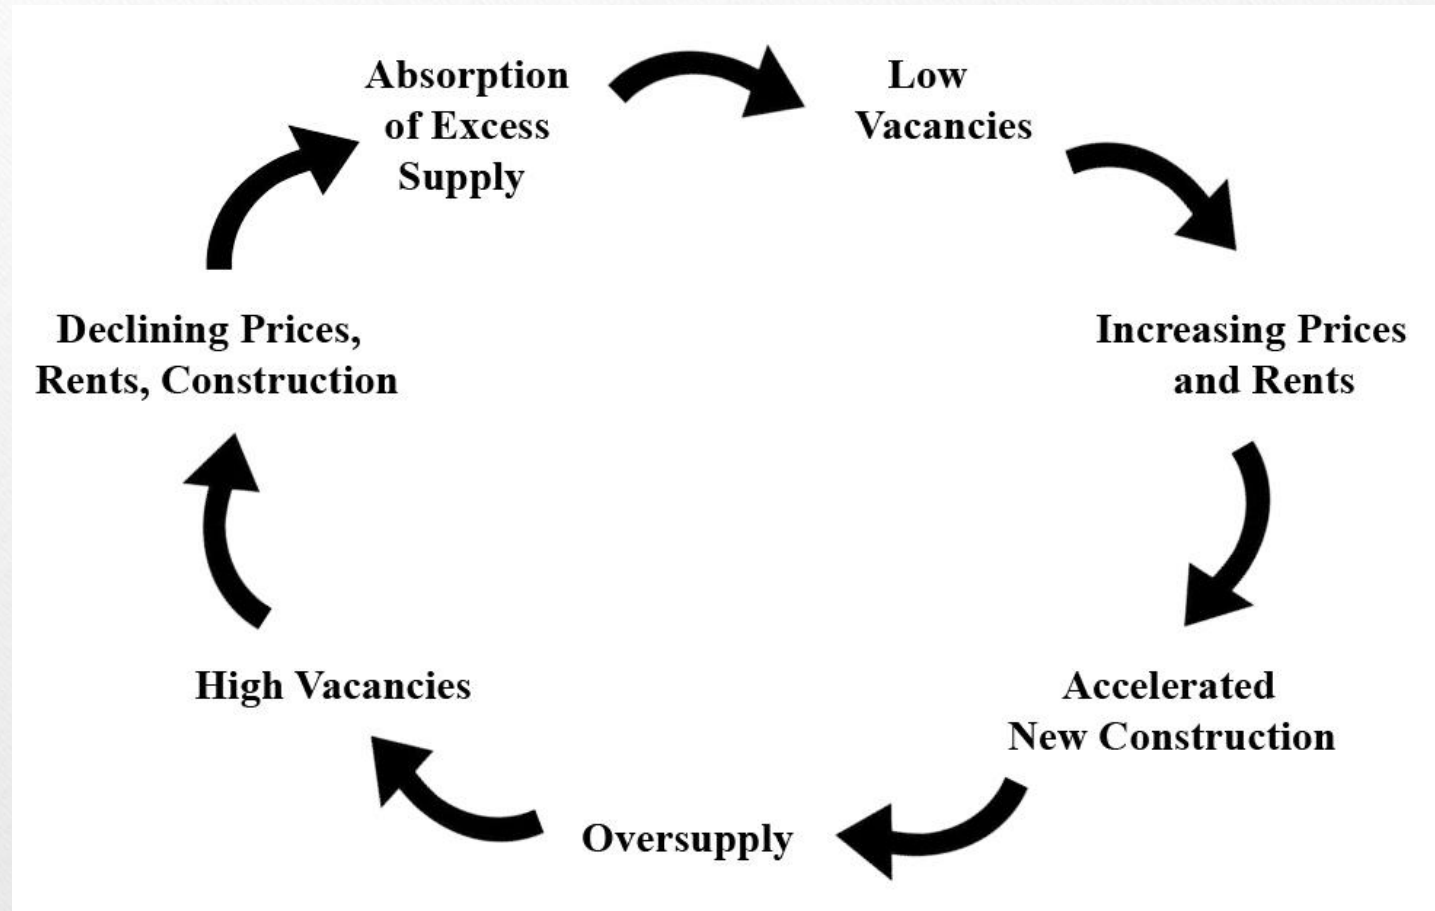 Absorption
of Excess
Supply
Low
Vacancies
Increasing Prices
and Rents
Accelerated
New Construction
Oversupply
High Vacancies
Declining Prices,
Rents, Construction